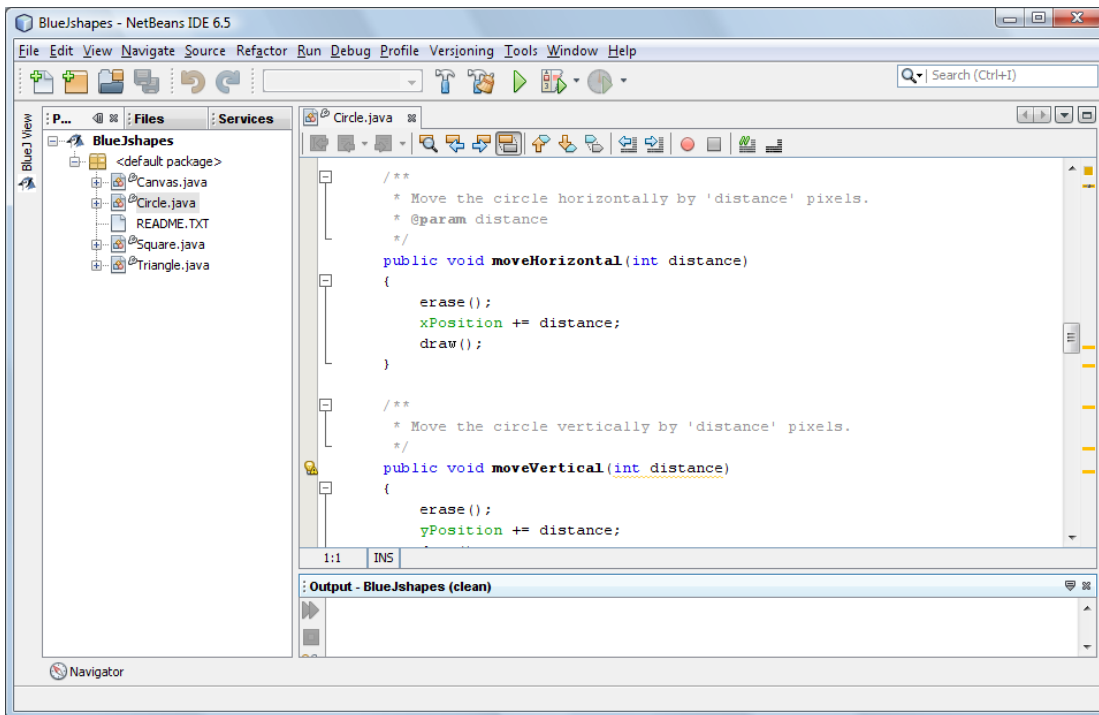 BlueJshapes - NetBeans IDE 6.5
File Edit View Navigate Source Refactor Run Debug Profile Versioning Tools Window Help
Search (Ctrl+I)
BlueJ View
P... Files Services
BlueJshapes
<default package>
Canvas.java
Circle.java
README.TXT
Square.java
Triangle.java
Circle.java
/**
* Move the circle horizontally by 'distance' pixels.
* @param distance
*/
public void moveHorizontal(int distance)
{
erase();
xPosition += distance;
draw();
}
/**
* Move the circle vertically by 'distance' pixels.
*/
public void moveVertical(int distance)
{
erase();
yPosition += distance;
1:1 INS
Output - BlueJshapes (clean)
Navigator